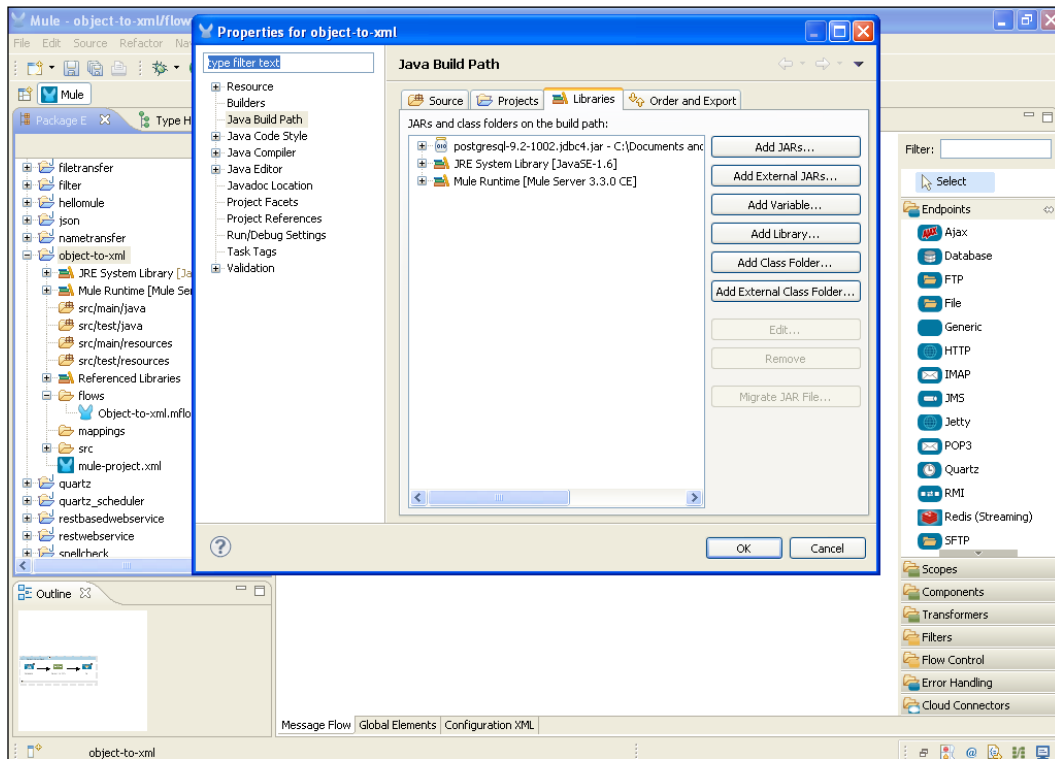 Mule - object-to-xml/flow
Properties for object-to-xml
File Edit Source Refactor Na
Mule
Package E
Type H
filetransfer
filter
hellomule
json
nametransfer
object-to-xml
JRE System Library [Ja
Mule Runtime [Mule Se
src/main/java
src/test/java
src/main/resources
src/test/resources
Referenced Libraries
flows
Object-to-xml.mflo
mappings
src
mule-project.xml
quartz
quartz_scheduler
restbasedwebservice
restwebservice
spellcheck
type filter text
Resource
Builders
Java Build Path
Java Code Style
Java Compiler
Java Editor
Javadoc Location
Project Facets
Project References
Run/Debug Settings
Task Tags
Validation
Java Build Path
Source Projects Libraries Order and Export
JARs and class folders on the build path:
postgresql-9.2-1002.jdbc4.jar - C:\Documents and
JRE System Library [JavaSE-1.6]
Mule Runtime [Mule Server 3.3.0 CE]
Add JARs...
Add External JARs...
Add Variable...
Add Library...
Add Class Folder...
Add External Class Folder...
Edit...
Remove
Migrate JAR File...
OK Cancel
Filter:
Select
Endpoints
Ajax
Database
FTP
File
Generic
HTTP
IMAP
JMS
Jetty
POP3
Quartz
RMI
Redis (Streaming)
SFTP
Scopes
Components
Transformers
Filters
Flow Control
Error Handling
Cloud Connectors
Outline
Message Flow Global Elements Configuration XML
object-to-xml